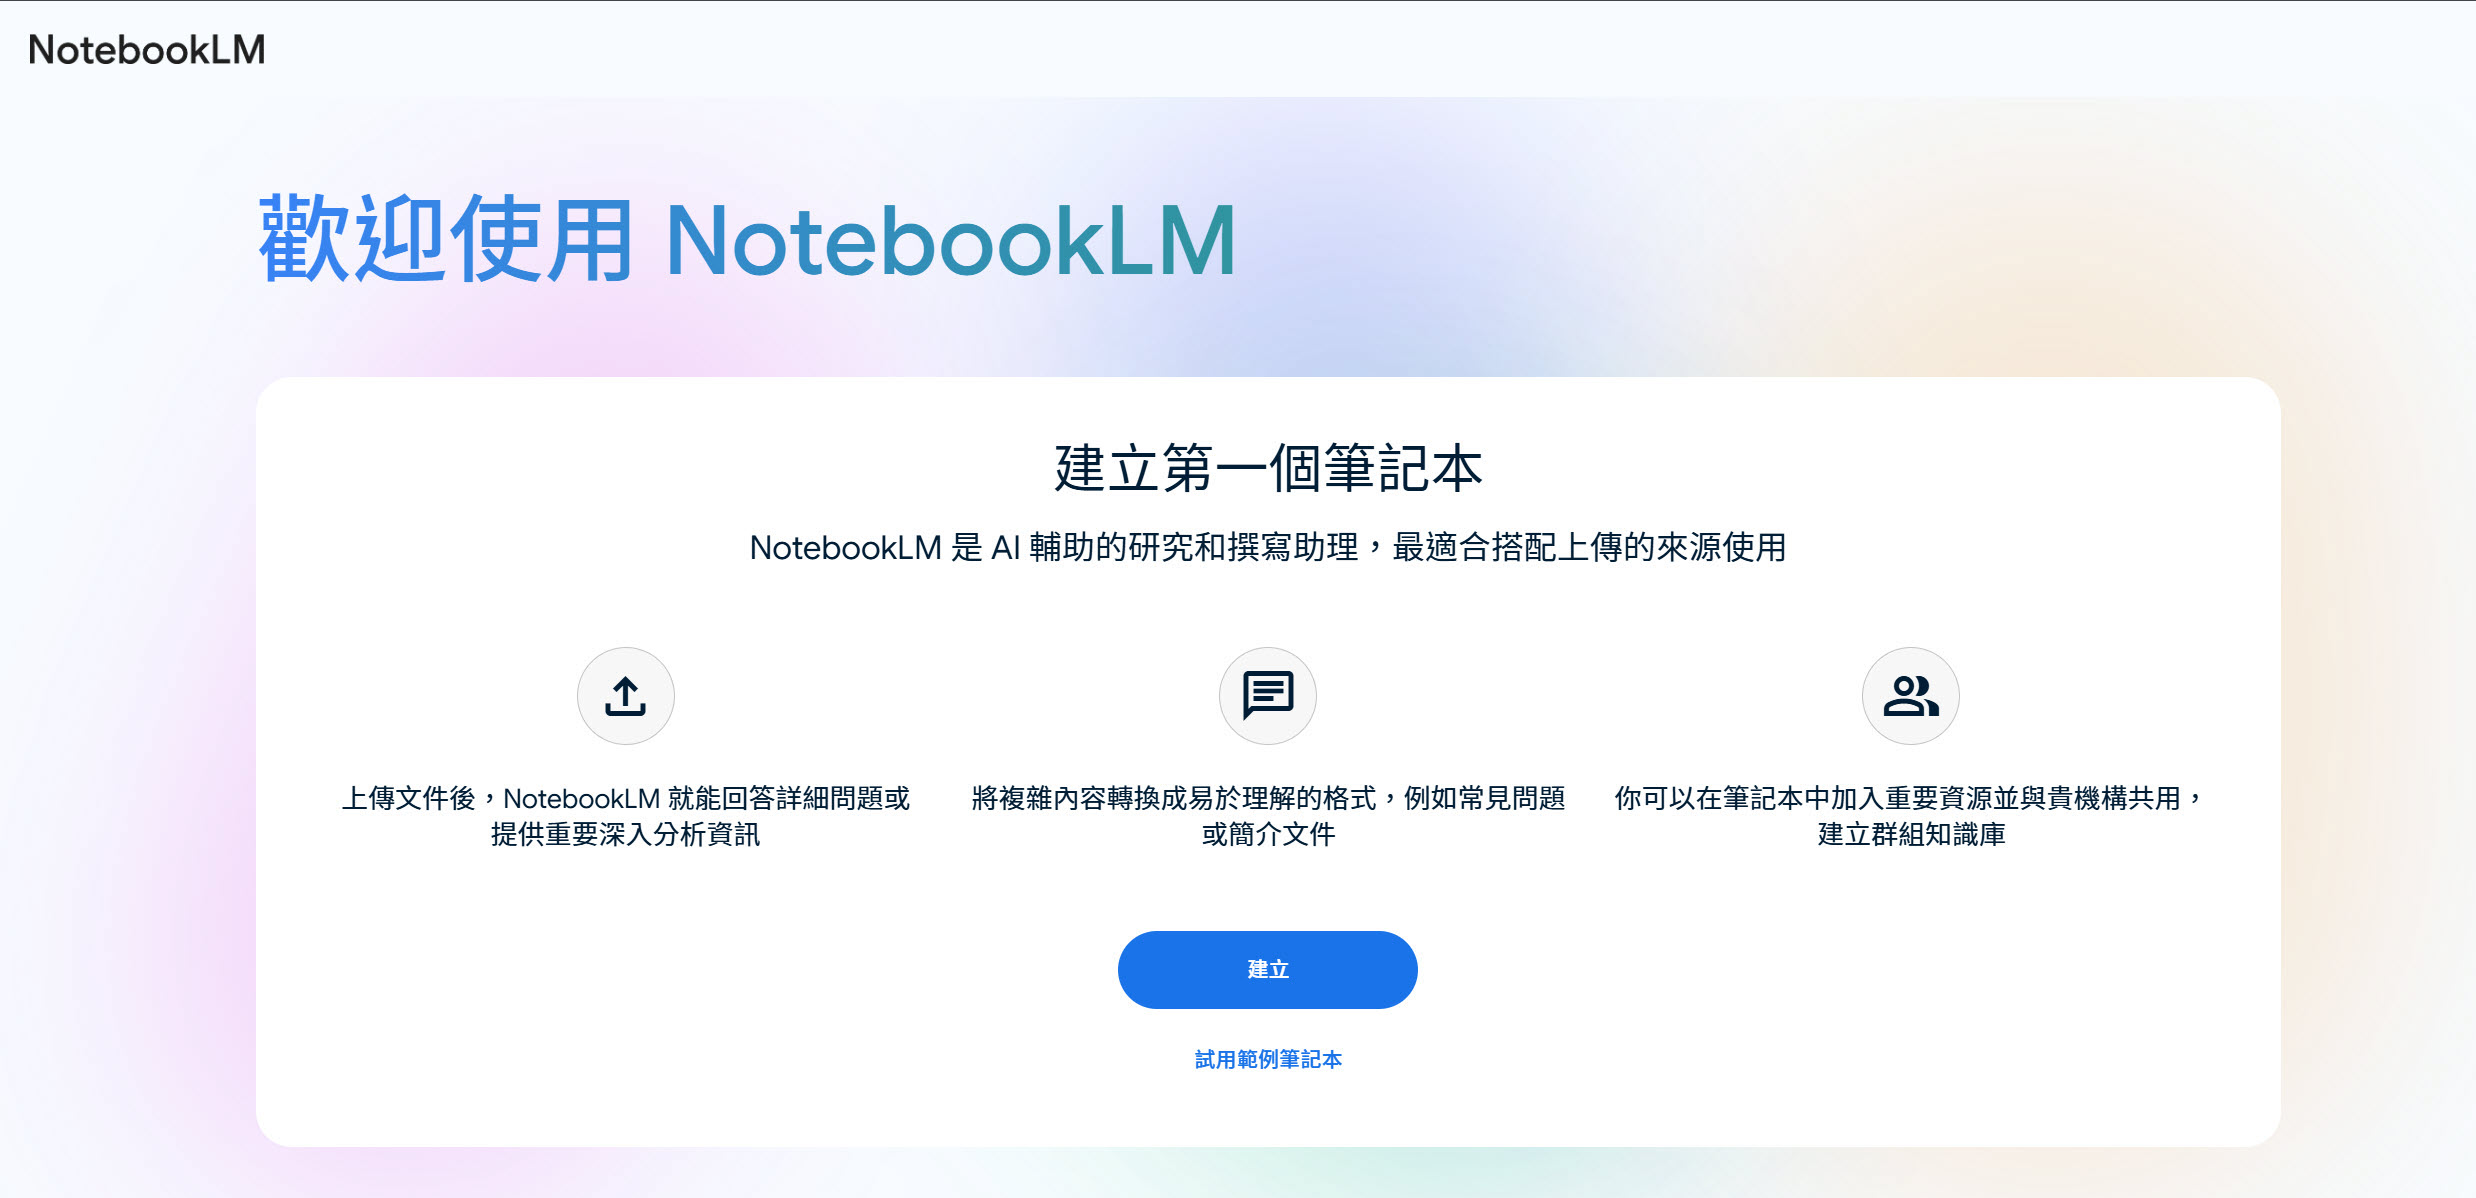 NotebookLM
歡迎使用 NotebookLM
建立第一個筆記本
NotebookLM 是 AI 輔助的研究和撰寫助理，最適合搭配上傳的來源使用
上傳文件後，NotebookLM 就能回答詳細問題或
提供重要深入分析資訊
將複雜內容轉換成易於理解的格式，例如常見問題
或簡介文件
你可以在筆記本中加入重要資源並與貴機構共用，
建立群組知識庫
建立
試用範例筆記本